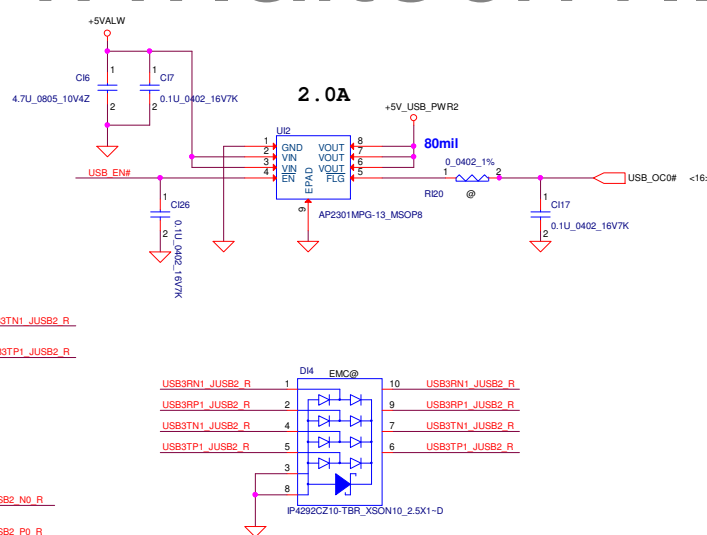 +5VALW
CI6
1
2
4.7U_0805_10V4Z
CI7
1
2
0.1U_0402_16V7K
2.0A
+5V_USB_PWR2
80mil
UI2
1 GND VOUT 8
2 VIN VOUT 7
3 VIN VOUT 6
4 EN FLG 5
EPAD
9
AP2301MPG-13_MSOP8
USB_EN#
1
CI26
2
0.1U_0402_16V7K
0_0402_1%
1 2
RI20 @
USB_OC0# <16:
1
CI17
2
0.1U_0402_16V7K
3TN1_JUSB2_R
3TP1_JUSB2_R
DI4 EMC@
USB3RN1_JUSB2_R 1 10 USB3RN1_JUSB2_R
USB3RP1_JUSB2_R 2 9 USB3RP1_JUSB2_R
USB3TN1_JUSB2_R 4 7 USB3TN1_JUSB2_R
USB3TP1_JUSB2_R 5 6 USB3TP1_JUSB2_R
3
8
IP4292CZ10-TBR_XSON10_2.5X1~D
SB2_N0_R
SB2_P0_R